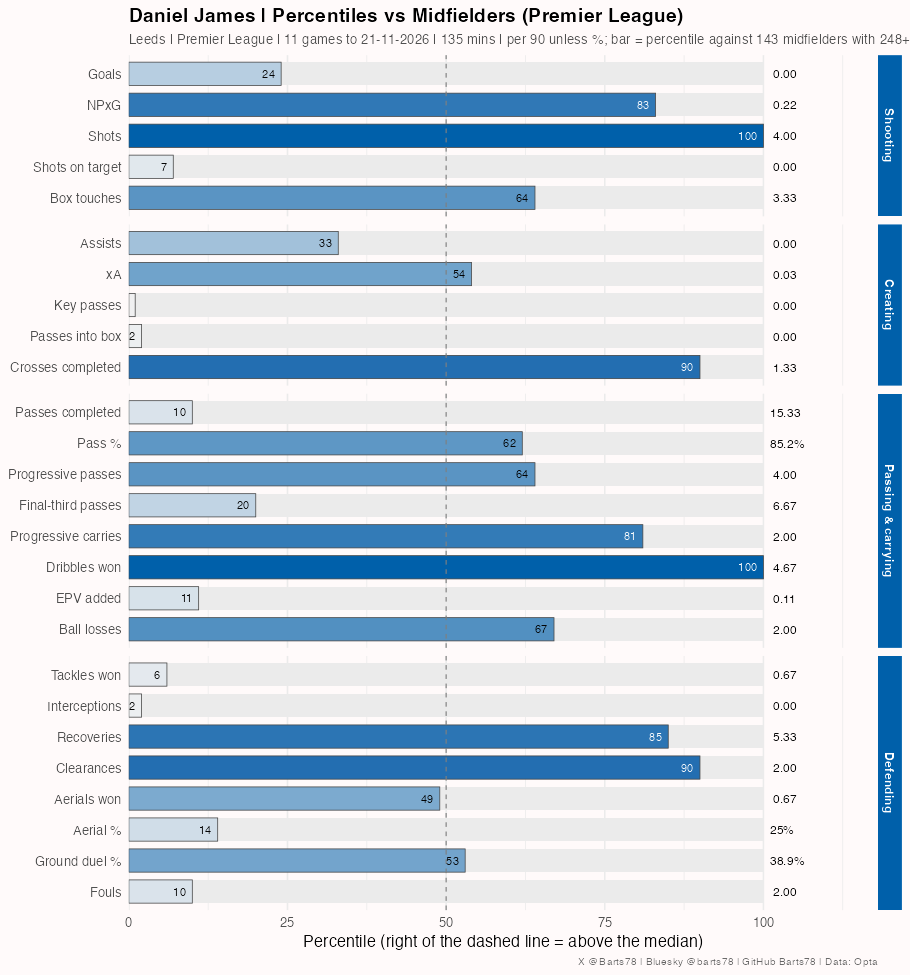 Daniel James | Percentiles vs Midfielders (Premier League)
Leeds | Premier League | 11 games to 21-11-2026 | 135 mins | per 90 unless %; bar = percentile against 143 midfielders with 248+
Shooting
Goals 24 0.00
NPxG 83 0.22
Shots 100 4.00
Shots on target 7 0.00
Box touches 64 3.33
Creating
Assists 33 0.00
xA 54 0.03
Key passes 0.00
Passes into box 2 0.00
Crosses completed 90 1.33
Passing & carrying
Passes completed 10 15.33
Pass % 62 85.2%
Progressive passes 64 4.00
Final-third passes 20 6.67
Progressive carries 81 2.00
Dribbles won 100 4.67
EPV added 11 0.11
Ball losses 67 2.00
Defending
Tackles won 6 0.67
Interceptions 2 0.00
Recoveries 85 5.33
Clearances 90 2.00
Aerials won 49 0.67
Aerial % 14 25%
Ground duel % 53 38.9%
Fouls 10 2.00
0 25 50 75 100
Percentile (right of the dashed line = above the median)
X @Barts78 | Bluesky @barts78 | GitHub Barts78 | Data: Opta